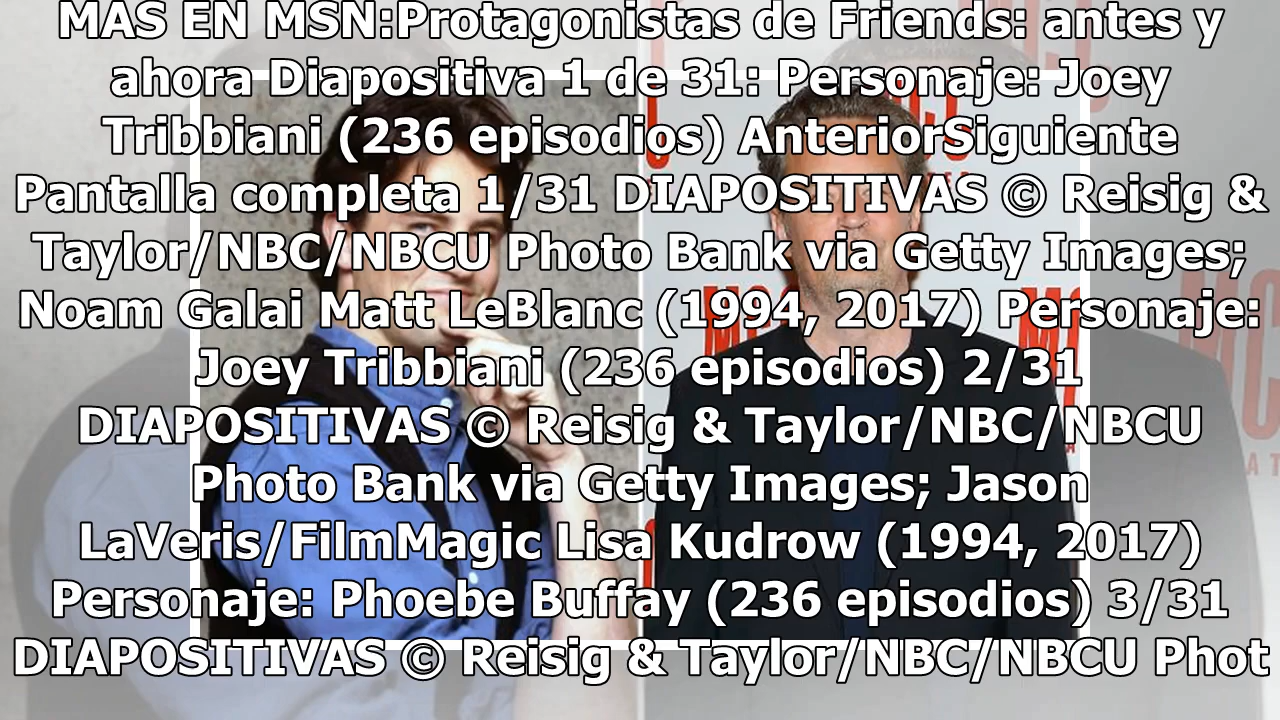 MÁS EN MSN:Protagonistas de Friends: antes y
ahora Diapositiva 1 de 31: Personaje: Joey
Tribbiani (236 episodios) AnteriorSiguiente
Pantalla completa 1/31 DIAPOSITIVAS © Reisig &
Taylor/NBC/NBCU Photo Bank via Getty Images;
Noam Galai Matt LeBlanc (1994, 2017) Personaje:
Joey Tribbiani (236 episodios) 2/31
DIAPOSITIVAS © Reisig & Taylor/NBC/NBCU
Photo Bank via Getty Images; Jason
LaVeris/FilmMagic Lisa Kudrow (1994, 2017)
Personaje: Phoebe Buffay (236 episodios) 3/31
DIAPOSITIVAS © Reisig & Taylor/NBC/NBCU Phot